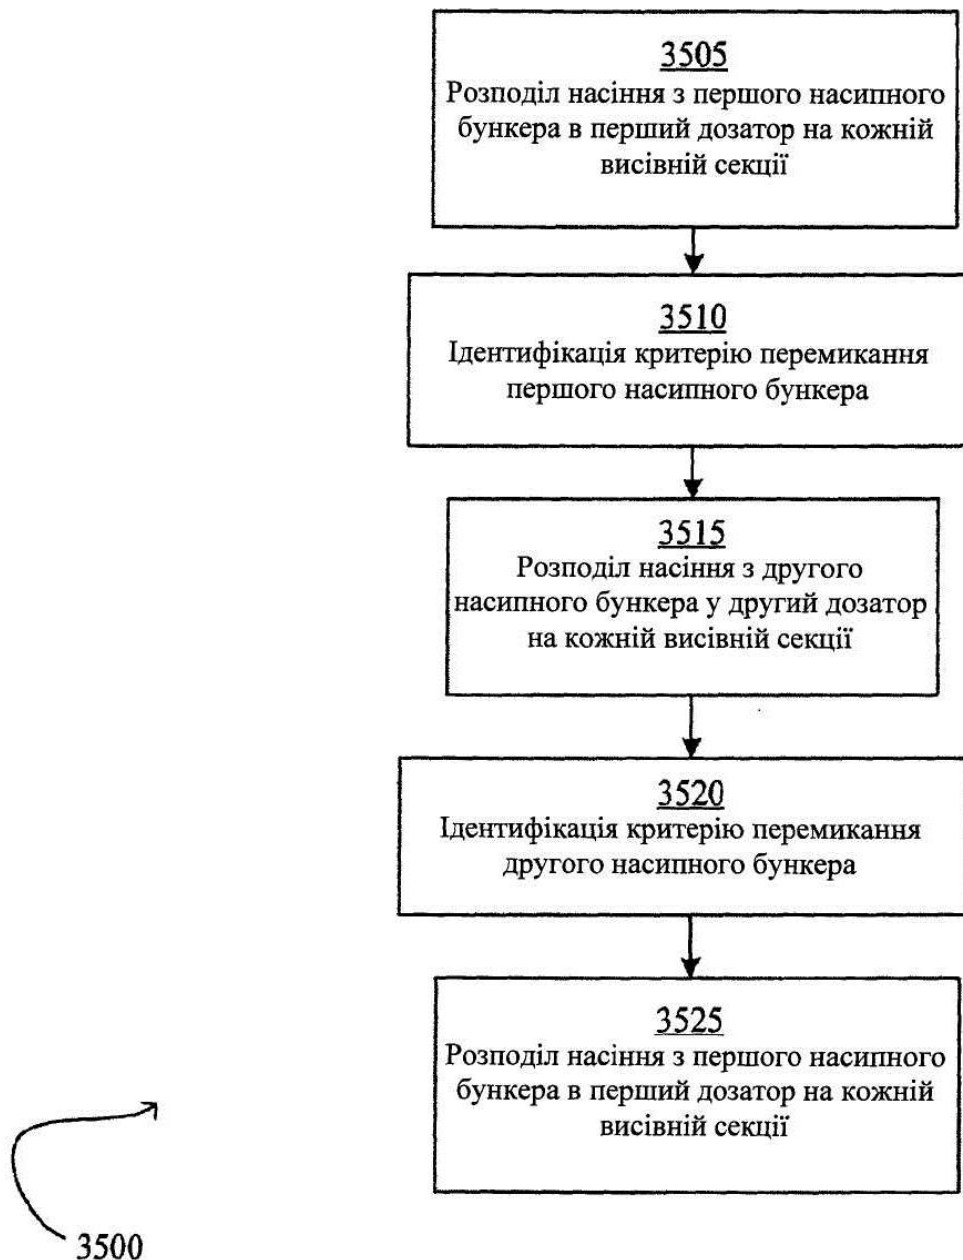 3505
Розподіл насіння з першого насипного
бункера в перший дозатор на кожній
висівній секції
3510
Ідентифікація критерію перемикання
першого насипного бункера
3515
Розподіл насіння з другого
насипного бункера у другий дозатор
на кожній висівній секції
3520
Ідентифікація критерію перемикання
другого насипного бункера
3525
Розподіл насіння з першого насипного
бункера в перший дозатор на кожній
висівній секції
3500